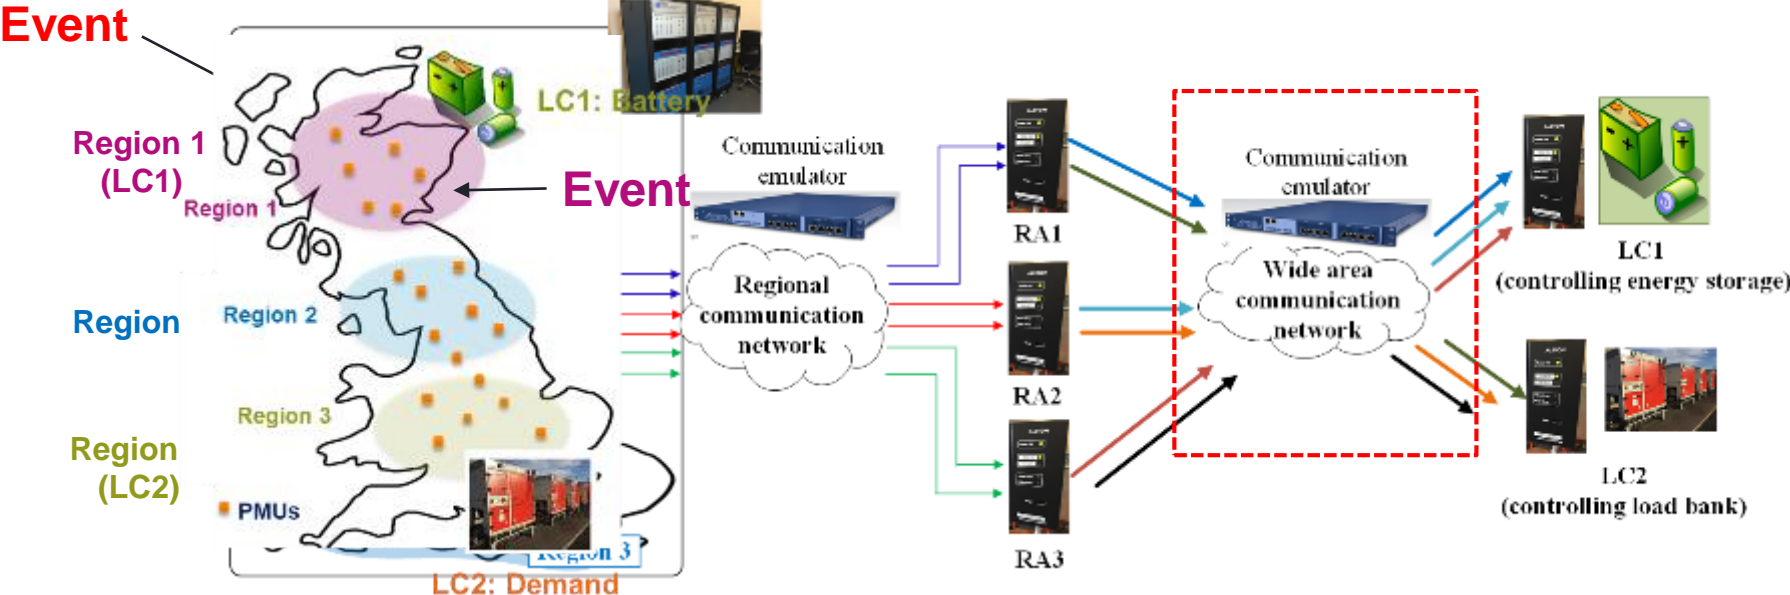 Event
LC1: Battery
Region 1
(LC1)
Region 1
Event
Communication
emulator
Regional
communication
network
Region
Region 2
Region 3
Region
(LC2)
PMUs
Region 3
LC2: Demand
RA1
RA2
RA3
Communication
emulator
Wide area
communication
network
LC1
(controlling energy storage)
LC2
(controlling load bank)